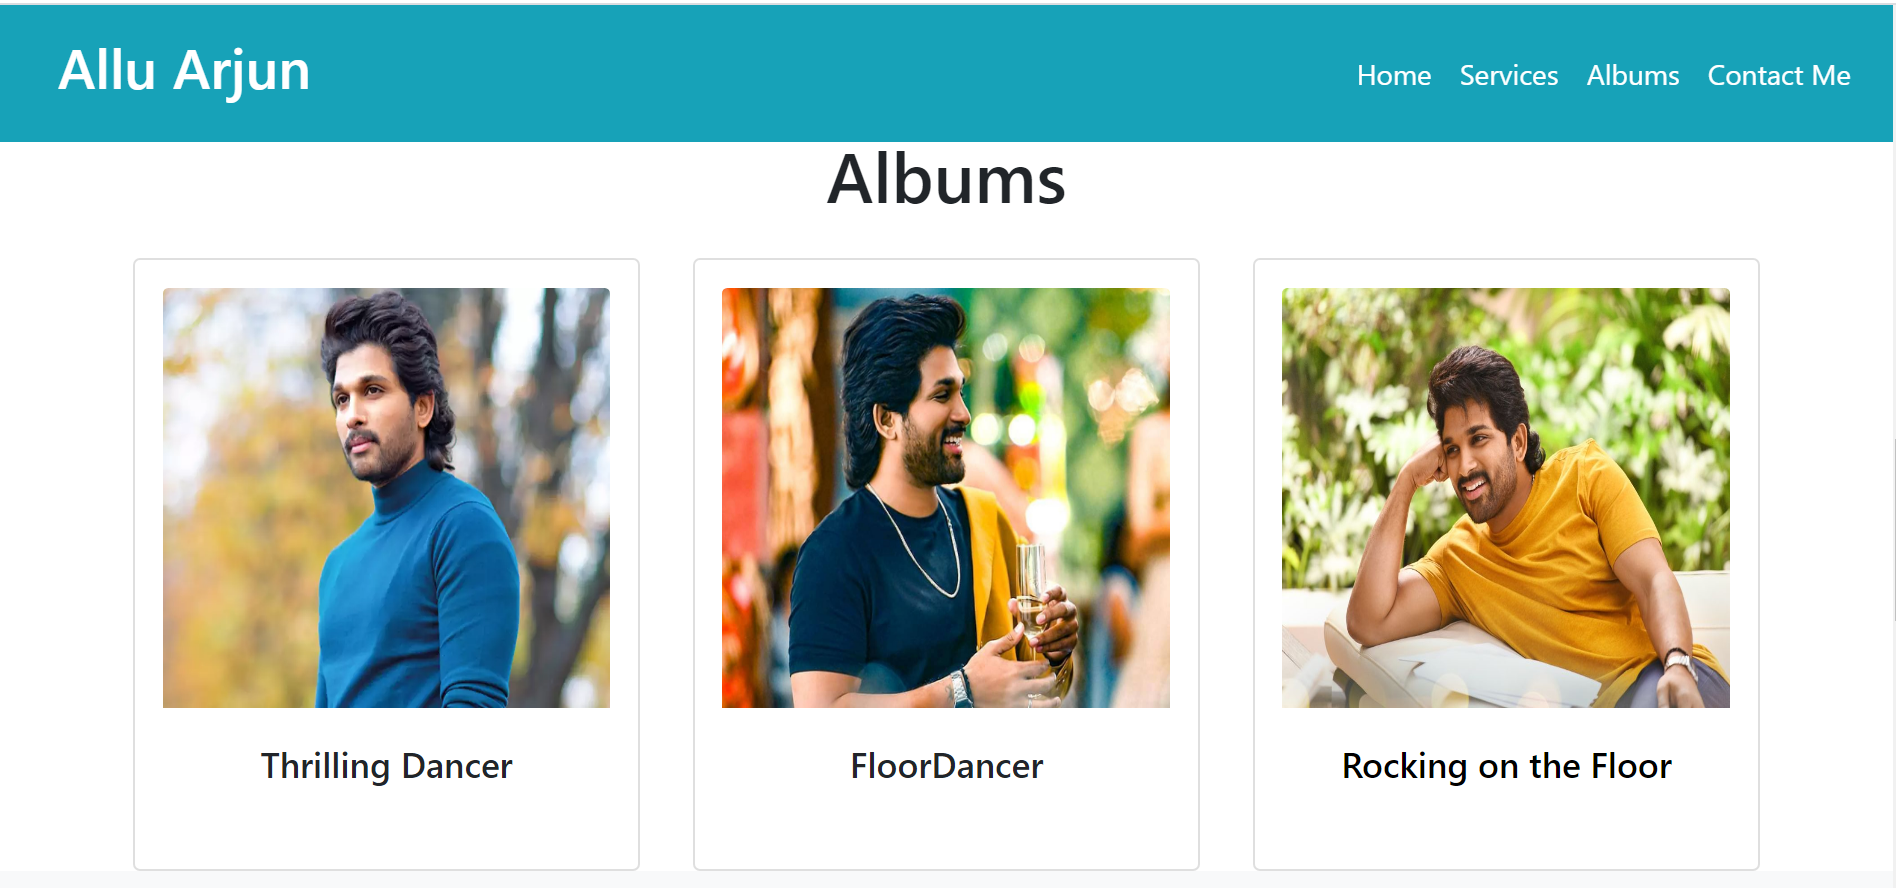 Allu Arjun
Home Services Albums Contact Me
Albums
Thrilling Dancer
FloorDancer
Rocking on the Floor